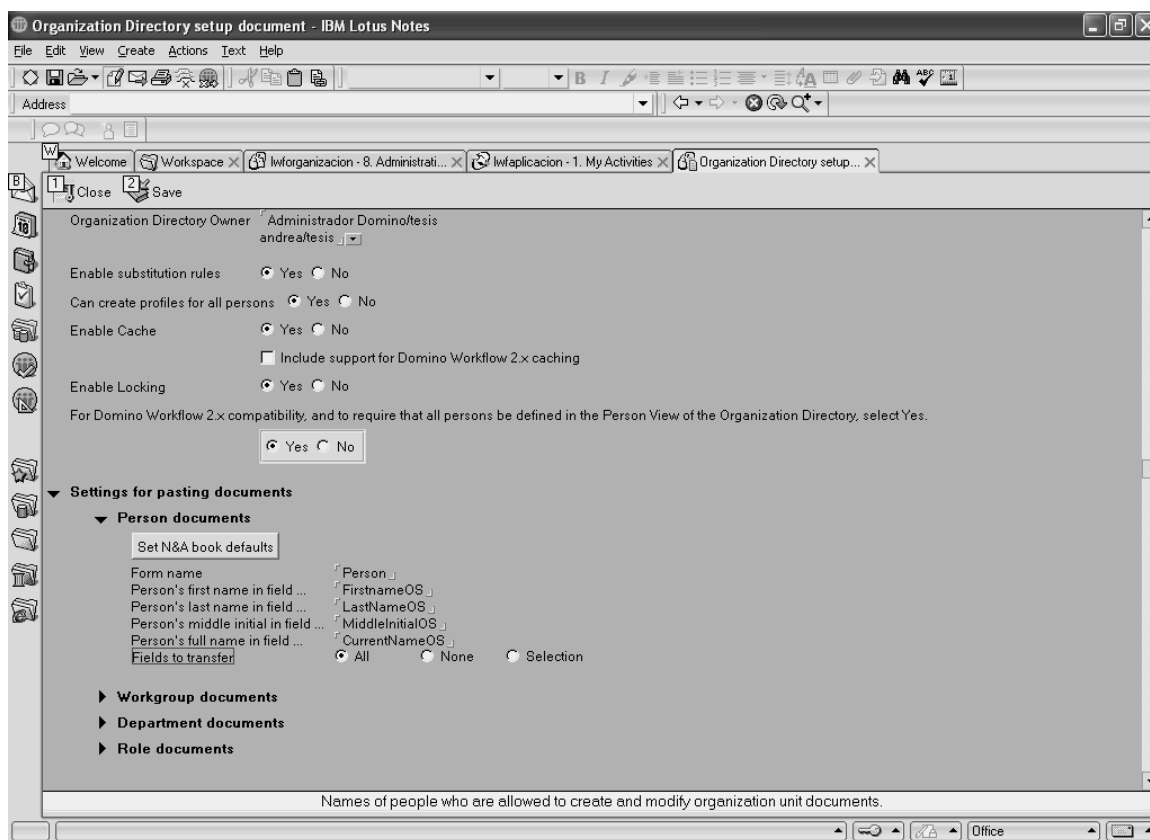 Organization Directory setup document - IBM Lotus Notes
File Edit View Create Actions Text Help
Address
W Welcome Workspace lwforganizacion - 8. Administrati... lwfaplicacion - 1. My Activities Organization Directory setup...
B 1 Close 2 Save
Organization Directory Owner Administrador Domino/tesis
andrea/tesis
Enable substitution rules Yes No
Can create profiles for all persons Yes No
Enable Cache Yes No
Include support for Domino Workflow 2.x caching
Enable Locking Yes No
For Domino Workflow 2.x compatibility, and to require that all persons be defined in the Person View of the Organization Directory, select Yes.
Yes No
Settings for pasting documents
Person documents
Set N&A book defaults
Form name Person
Person's first name in field ... FirstnameOS
Person's last name in field ... LastNameOS
Person's middle initial in field ... MiddleInitialOS
Person's full name in field ... CurrentNameOS
Fields to transfer All None Selection
Workgroup documents
Department documents
Role documents
Names of people who are allowed to create and modify organization unit documents.
Office